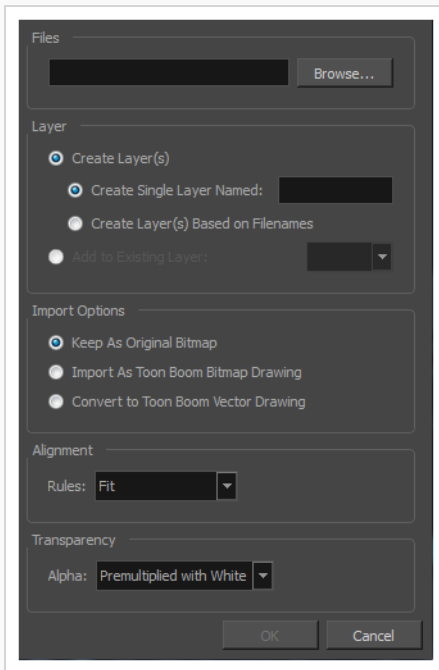 Files
Browse...
Layer
Create Layer(s)
Create Single Layer Named:
Create Layer(s) Based on Filenames
Add to Existing Layer:
Import Options
Keep As Original Bitmap
Import As Toon Boom Bitmap Drawing
Convert to Toon Boom Vector Drawing
Alignment
Rules: Fit
Transparency
Alpha: Premultiplied with White
OK Cancel